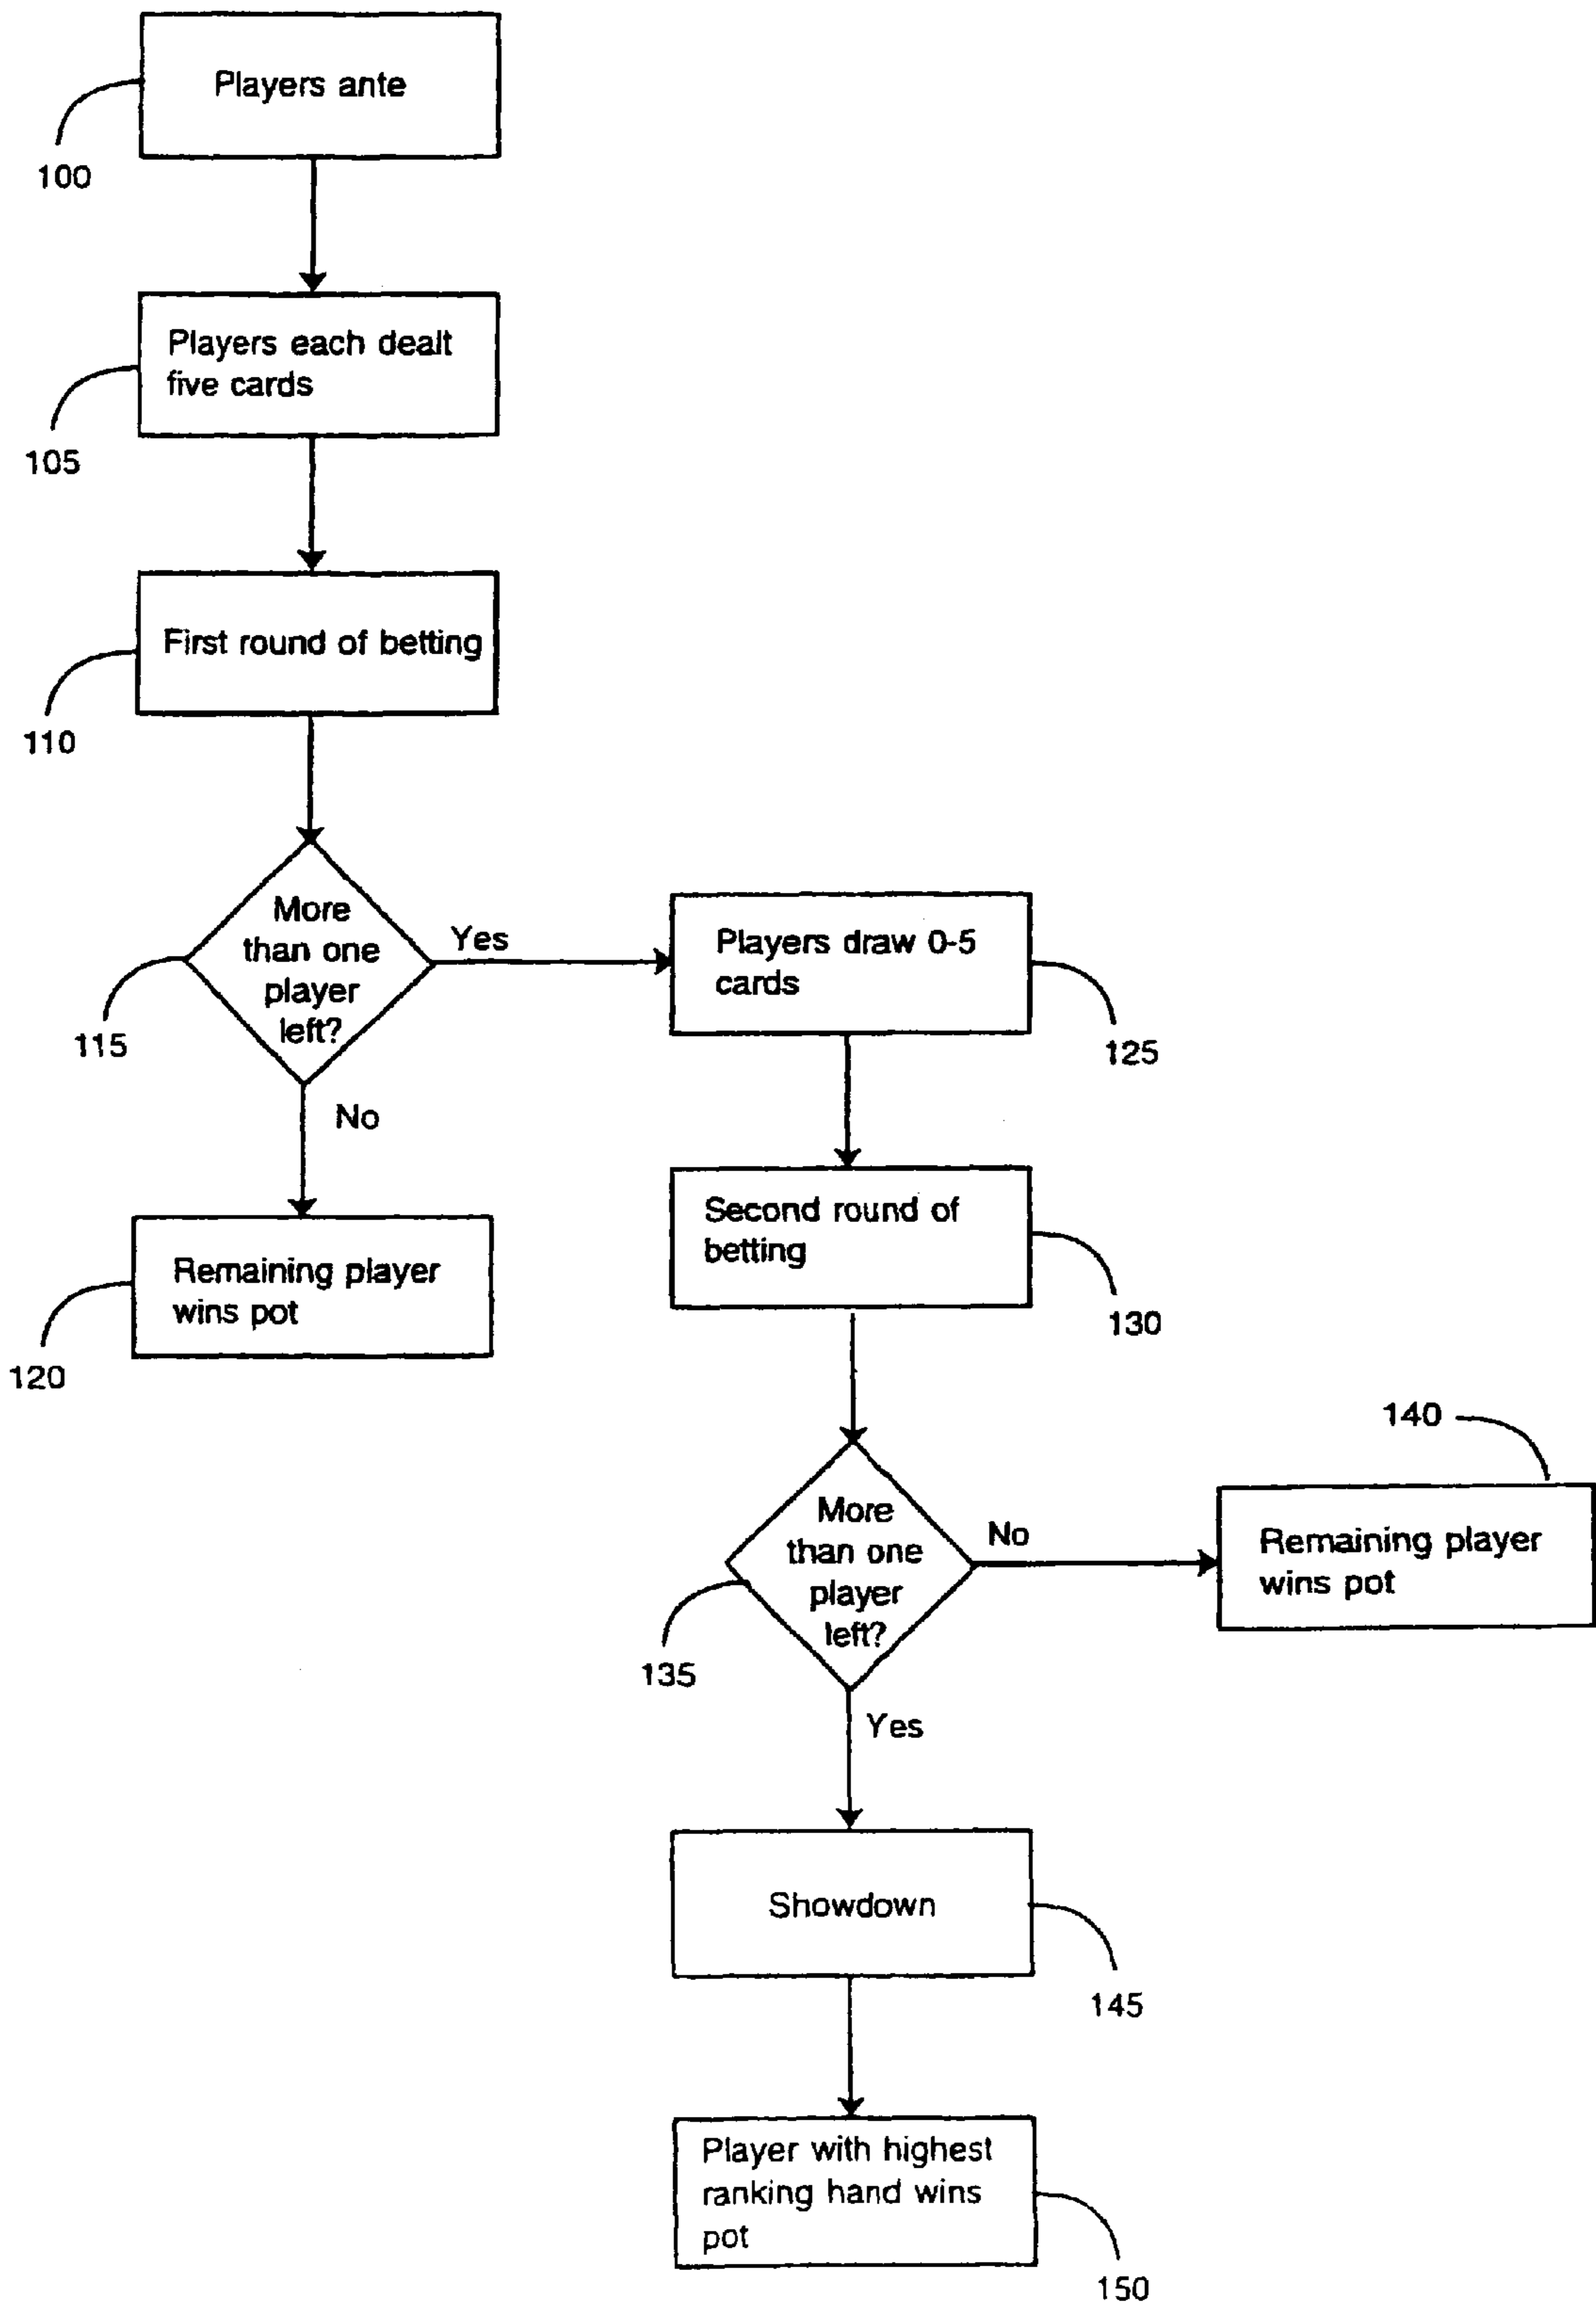 Players ante
100
Players each dealt
five cards
105
First round of betting
110
More
than one
player
left?
115
Yes
No
Remaining player
wins pot
120
Players draw 0-5
cards
125
Second round of
betting
130
More
than one
player
left?
135
No
Yes
140
Remaining player
wins pot
Showdown
145
Player with highest
ranking hand wins
pot
150